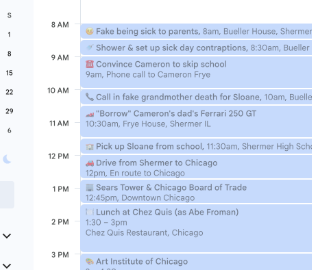 S
1
8
15
22
29
6
8 AM
Fake being sick to parents, 8am, Bueller House, Shermer
Shower & set up sick day contraptions, 8:30am, Bueller
9 AM
Convince Cameron to skip school
9am, Phone call to Cameron Frye
10 AM
Call in fake grandmother death for Sloane, 10am, Buelle
"Borrow" Cameron's dad's Ferrari 250 GT
11 AM
10:30am, Frye House, Shermer IL
Pick up Sloane from school, 11:30am, Shermer High Scho
12 PM
Drive from Shermer to Chicago
12pm, En route to Chicago
1 PM
Sears Tower & Chicago Board of Trade
12:45pm, Downtown Chicago
Lunch at Chez Quis (as Abe Froman)
2 PM
1:30 – 3pm
Chez Quis Restaurant, Chicago
3 PM
Art Institute of Chicago